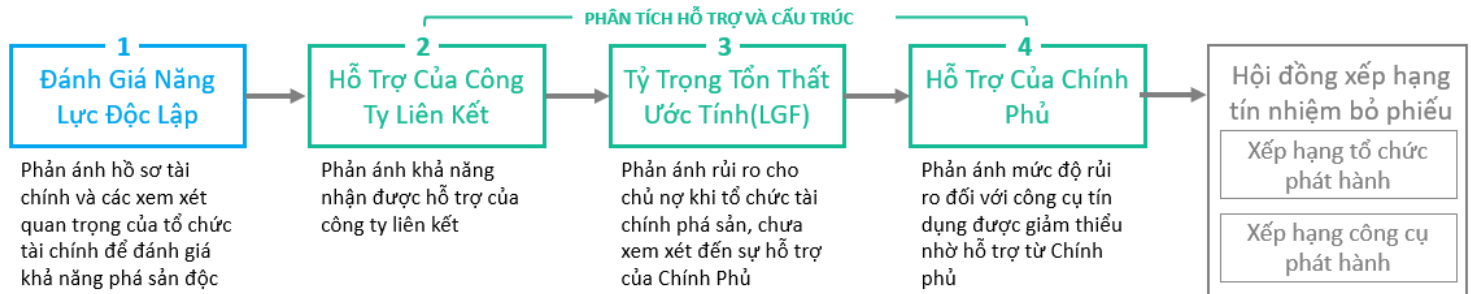 PHÂN TÍCH HỖ TRỢ VÀ CẤU TRÚC
1
Đánh Giá Năng
Lực Độc Lập
Phản ánh hồ sơ tài
chính và các xem xét
quan trọng của tổ chức
tài chính để đánh giá
khả năng phá sản độc
2
Hỗ Trợ Của Công
Ty Liên Kết
Phản ánh khả năng
nhận được hỗ trợ của
công ty liên kết
3
Tỷ Trọng Tổn Thất
Ước Tính(LGF)
Phản ánh rủi ro cho
chủ nợ khi tổ chức tài
chính phá sản, chưa
xem xét đến sự hỗ trợ
của Chính Phủ
4
Hỗ Trợ Của Chính
Phủ
Phản ánh mức độ rủi
ro đối với công cụ tín
dụng được giảm thiểu
nhờ hỗ trợ từ Chính
phủ
Hội đồng xếp hạng
tín nhiệm bỏ phiếu
Xếp hạng tổ chức
phát hành
Xếp hạng công cụ
phát hành